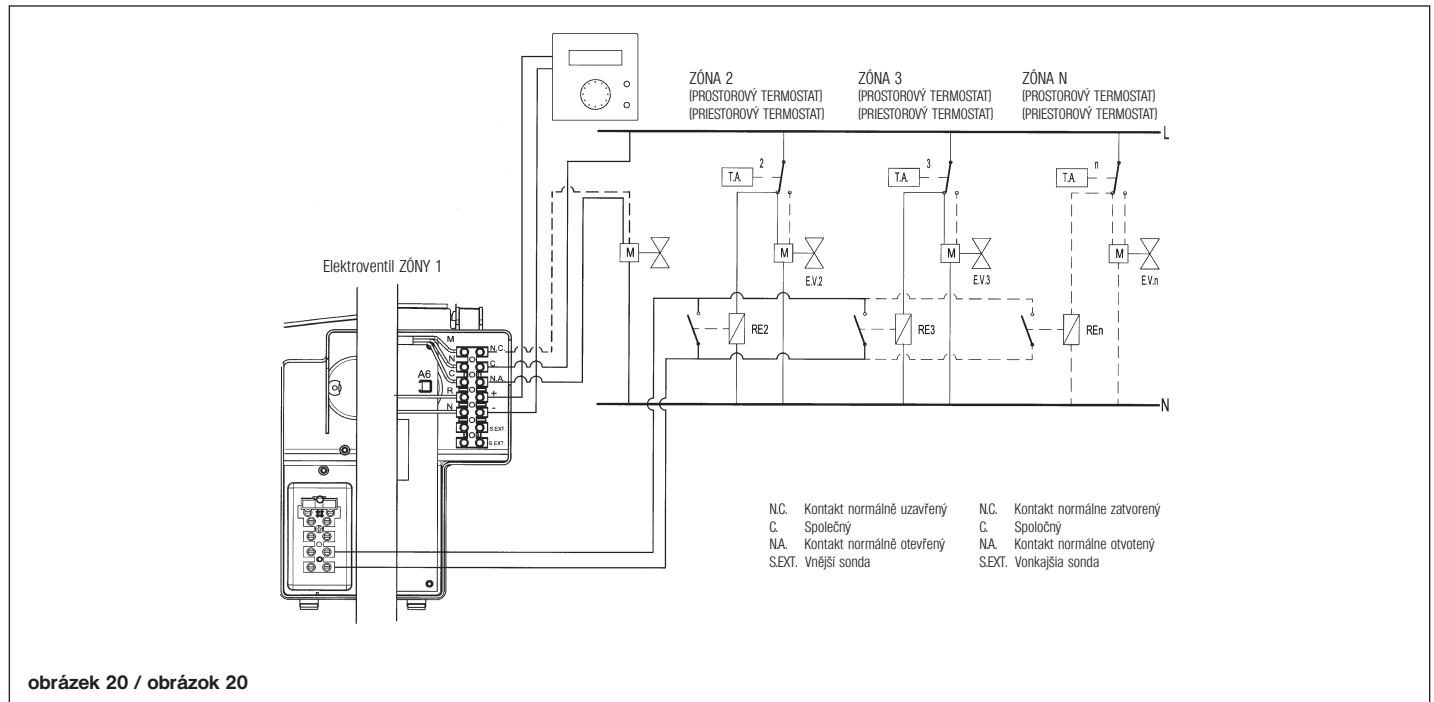 ZÓNA 2
(PROSTOROVÝ TERMOSTAT)
(PRIESTOROVÝ TERMOSTAT)
ZÓNA 3
(PROSTOROVÝ TERMOSTAT)
(PRIESTOROVÝ TERMOSTAT)
ZÓNA N
(PROSTOROVÝ TERMOSTAT)
(PRIESTOROVÝ TERMOSTAT)
L
2
T.A.
3
T.A.
n
T.A.
M
M
E.V.2
M
E.V.3
M
E.V.n
Elektroventil ZÓNY 1
RE2
RE3
REn
M
N
C
A6
R
N
N.C.
C
N.A.
+
-
S.EXT.
S.EXT.
N
N.C. Kontakt normálně uzavřený
C. Společný
N.A. Kontakt normálně otevřený
S.EXT. Vnější sonda
N.C. Kontakt normálne zatvorený
C. Spoločný
N.A. Kontakt normálne otvotený
S.EXT. Vonkajšia sonda
obrázek 20 / obrázok 20